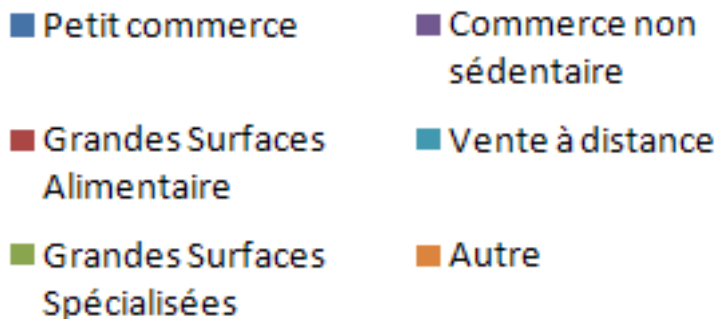 Petit commerce
Grandes Surfaces
Alimentaire
Grandes Surfaces
Spécialisées
Commerce non
sédentaire
Vente à distance
Autre